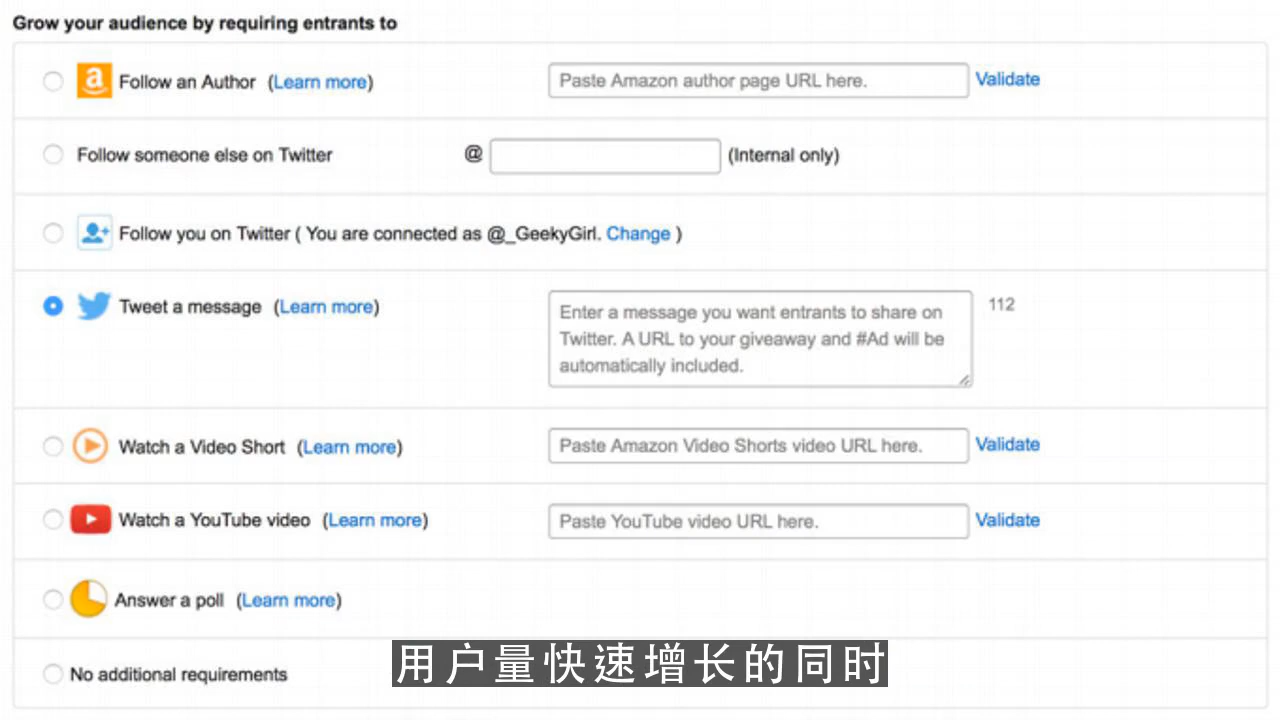 Grow your audience by requiring entrants to
Follow an Author (Learn more)
Paste Amazon author page URL here.
Validate
Follow someone else on Twitter
@
(Internal only)
Follow you on Twitter ( You are connected as @_GeekyGirl. Change )
Tweet a message (Learn more)
Enter a message you want entrants to share on
Twitter. A URL to your giveaway and #Ad will be
automatically included.
112
Watch a Video Short (Learn more)
Paste Amazon Video Shorts video URL here.
Validate
Watch a YouTube video (Learn more)
Paste YouTube video URL here.
Validate
Answer a poll (Learn more)
No additional requirements
用户量快速增长的同时